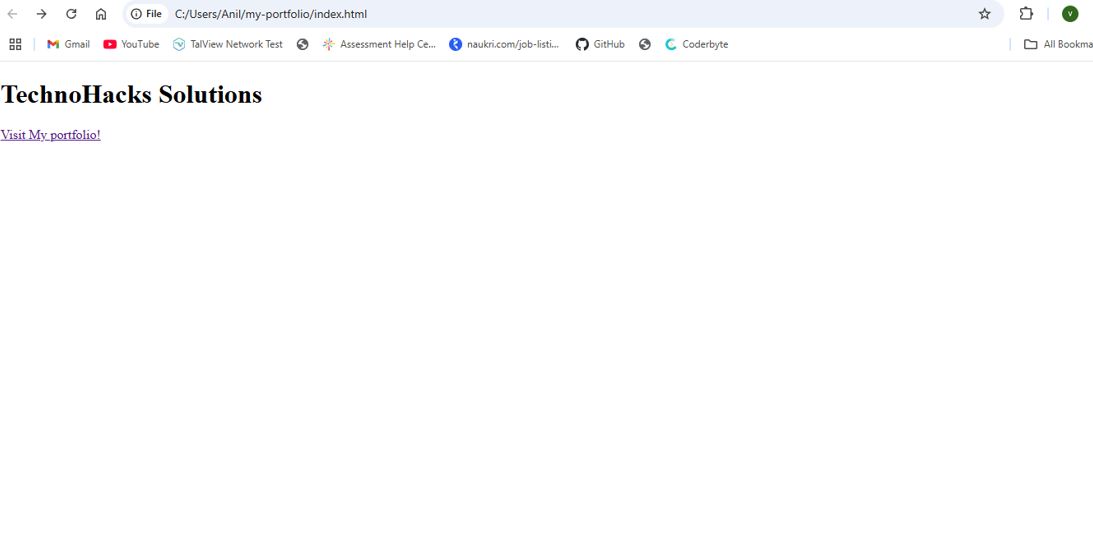 File C:/Users/Anil/my-portfolio/index.html V
Gmail YouTube TalView Network Test Assessment Help Ce... naukri.com/job-listi... GitHub Coderbyte All Bookma
TechnoHacks Solutions
Visit My portfolio!